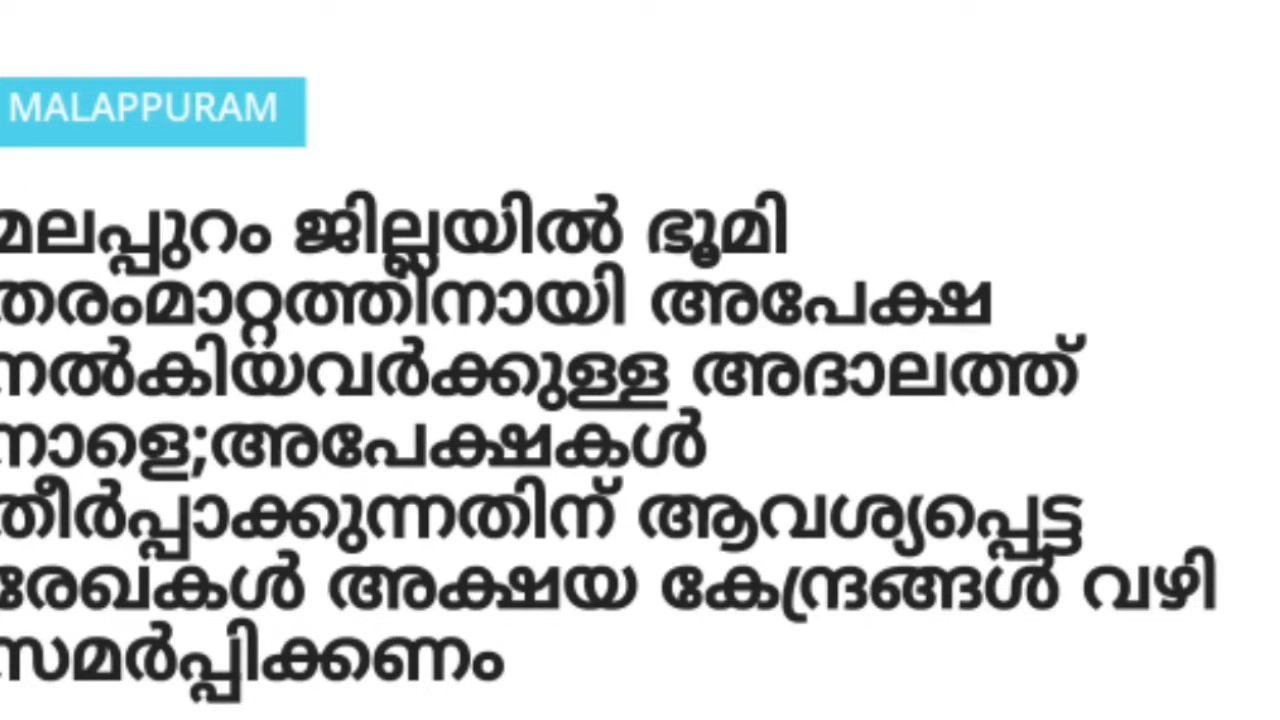 MALAPPURAM
മലപ്പുറം ജില്ലയിൽ ഭൂമി
തരംമാറ്റത്തിനായി അപേക്ഷ
നൽകിയവർക്കുള്ള അദാലത്ത്
നാളെ;അപേക്ഷകൾ
തീർപ്പാക്കുന്നതിന് ആവശ്യപ്പെട്ട
രേഖകൾ അക്ഷയ കേന്ദ്രങ്ങൾ വഴി
സമർപ്പിക്കണം